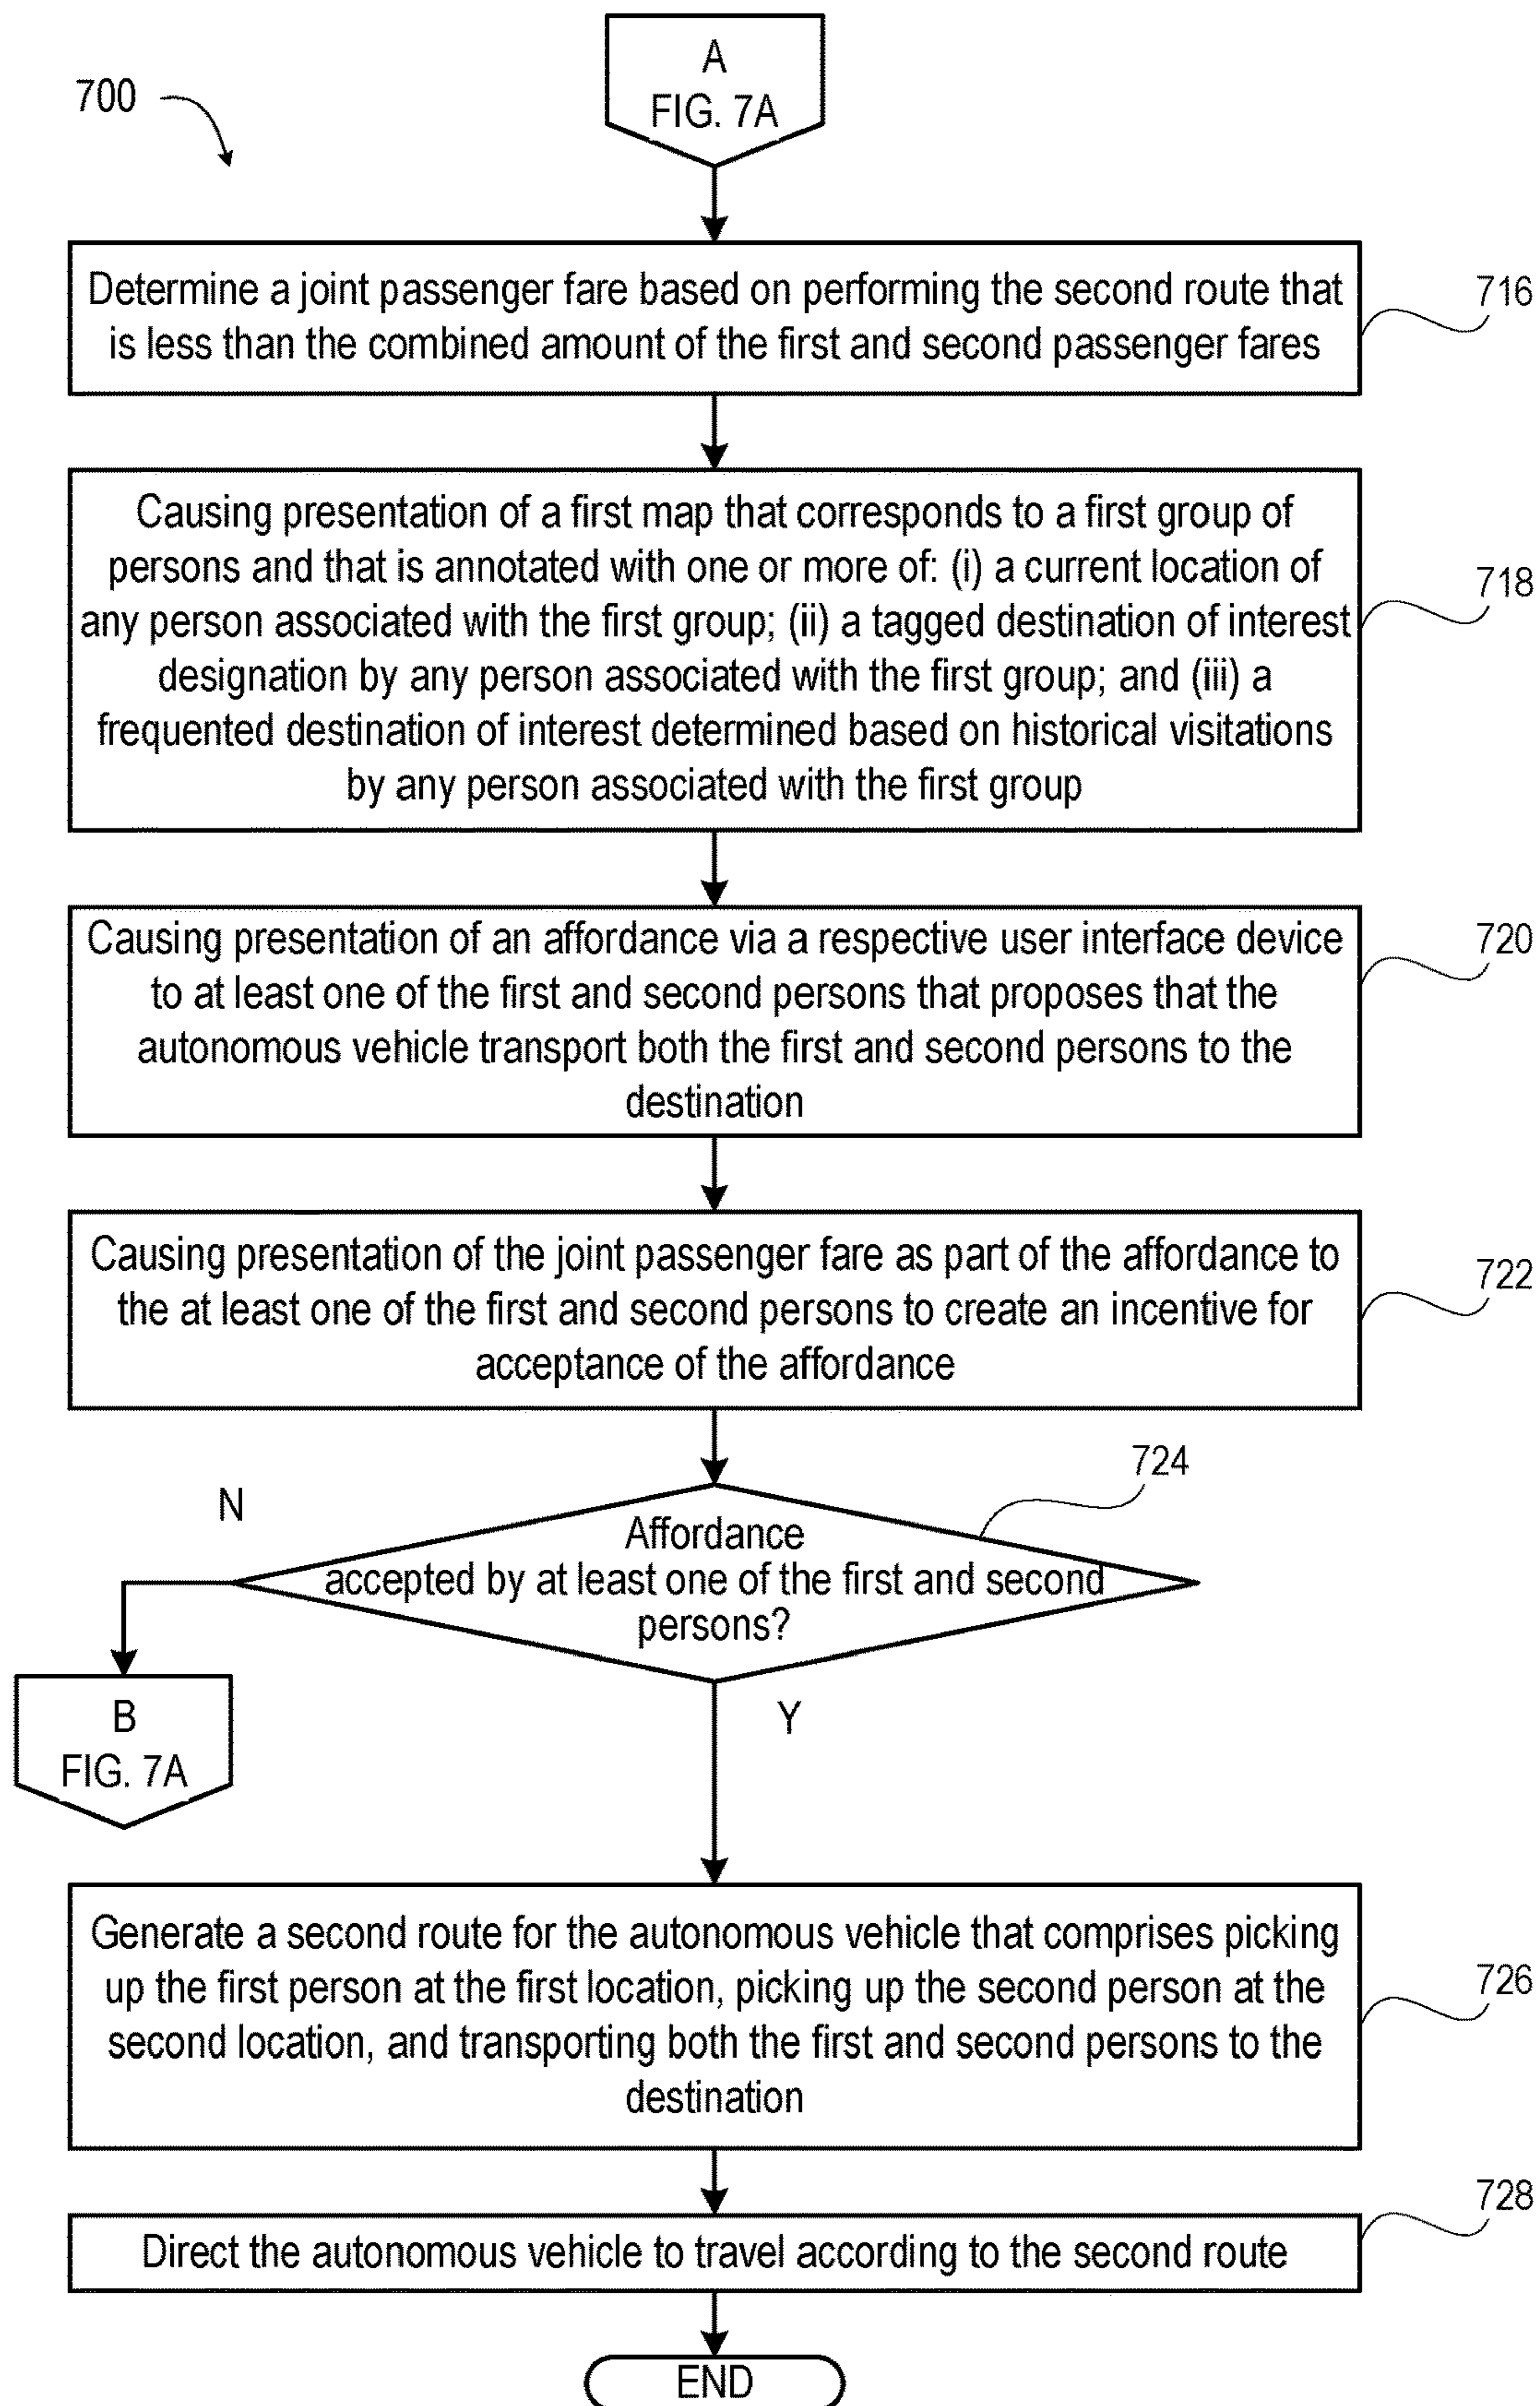 700
A
FIG. 7A
Determine a joint passenger fare based on performing the second route that
is less than the combined amount of the first and second passenger fares
716
Causing presentation of a first map that corresponds to a first group of
persons and that is annotated with one or more of: (i) a current location of
any person associated with the first group; (ii) a tagged destination of interest
designation by any person associated with the first group; and (iii) a
frequented destination of interest determined based on historical visitations
by any person associated with the first group
718
Causing presentation of an affordance via a respective user interface device
to at least one of the first and second persons that proposes that the
autonomous vehicle transport both the first and second persons to the
destination
720
Causing presentation of the joint passenger fare as part of the affordance to
the at least one of the first and second persons to create an incentive for
acceptance of the affordance
722
724
N
Affordance
accepted by at least one of the first and second
persons?
B
FIG. 7A
Y
Generate a second route for the autonomous vehicle that comprises picking
up the first person at the first location, picking up the second person at the
second location, and transporting both the first and second persons to the
destination
726
Direct the autonomous vehicle to travel according to the second route
728
END